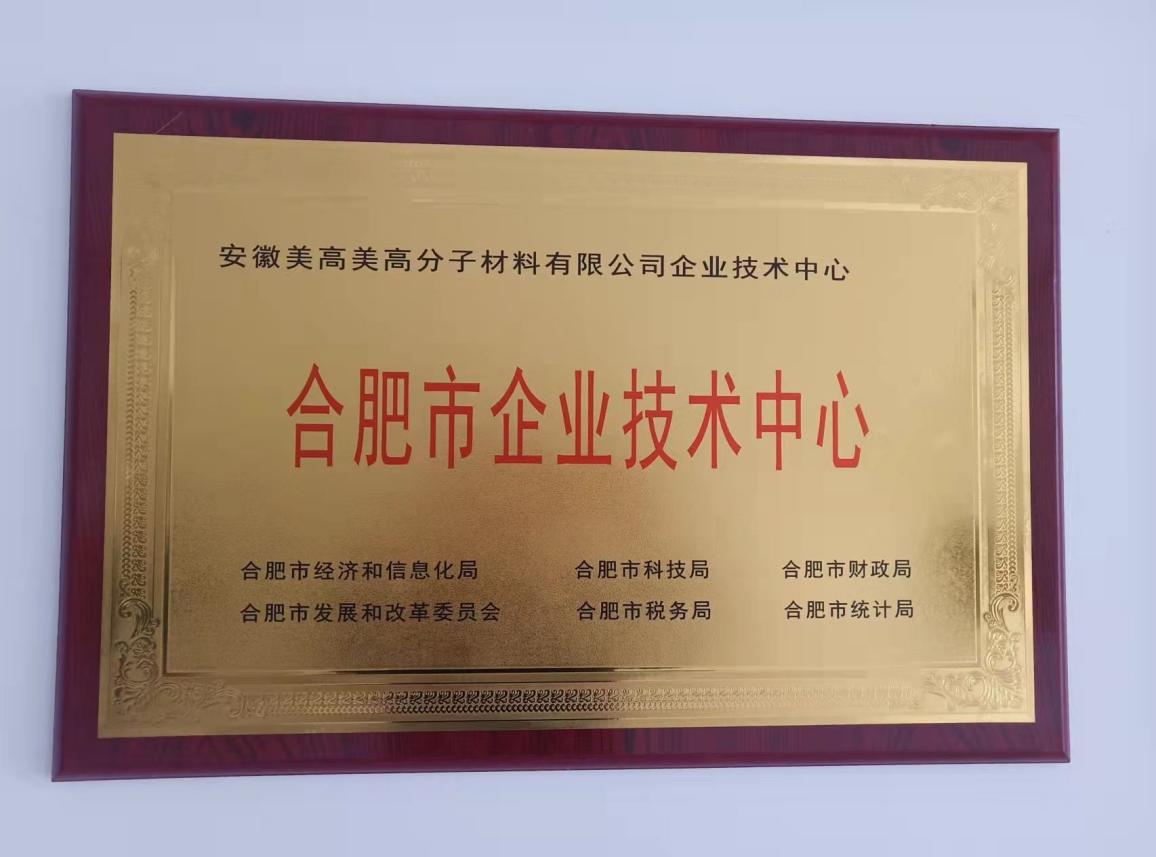 安徽美高美高分子材料有限公司企业技术中心
合肥市企业技术中心
合肥市经济和信息化局 合肥市科技局 合肥市财政局
合肥市发展和改革委员会 合肥市税务局 合肥市统计局